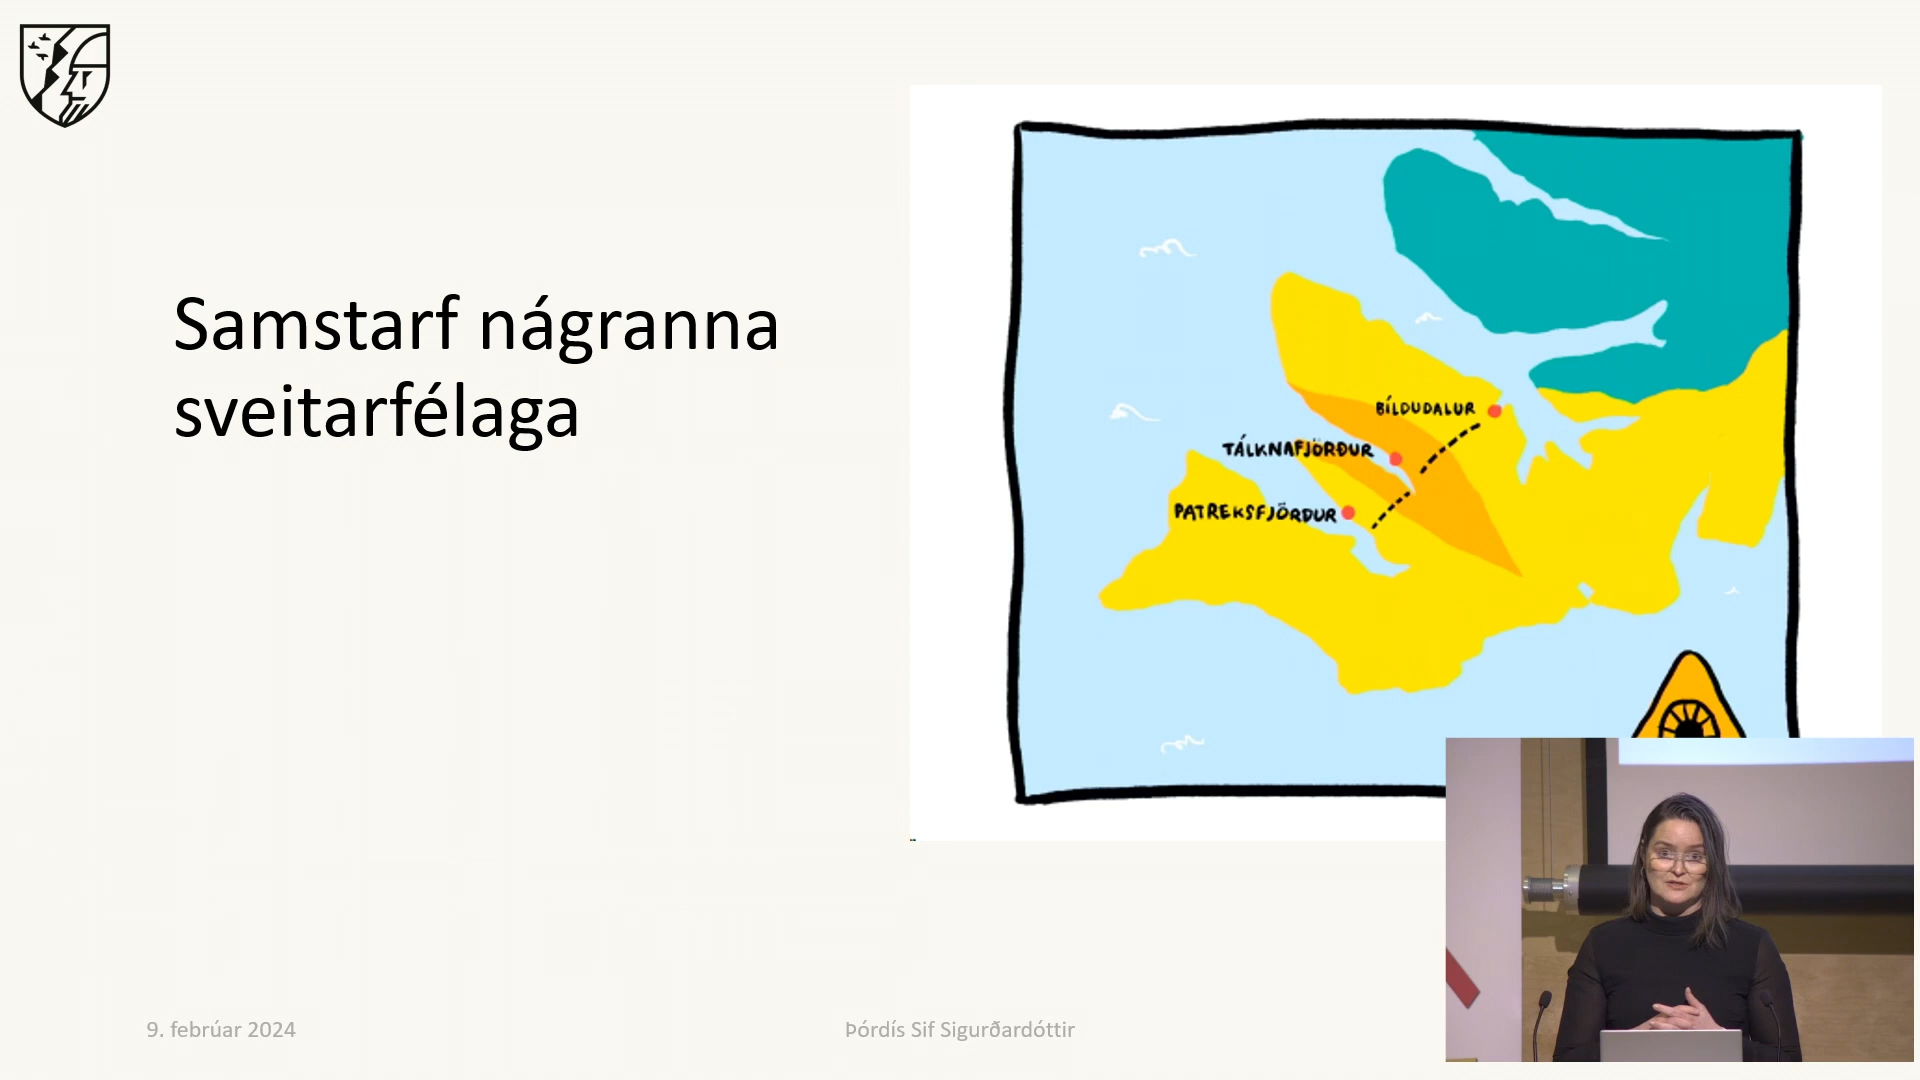 Samstarf nágranna
sveitarfélaga
BÍLDUDALUR
TÁLKNAFJÖRÐUR
PATREKSFJÖRÐUR
9. febrúar 2024
Þórdís Sif Sigurðardóttir